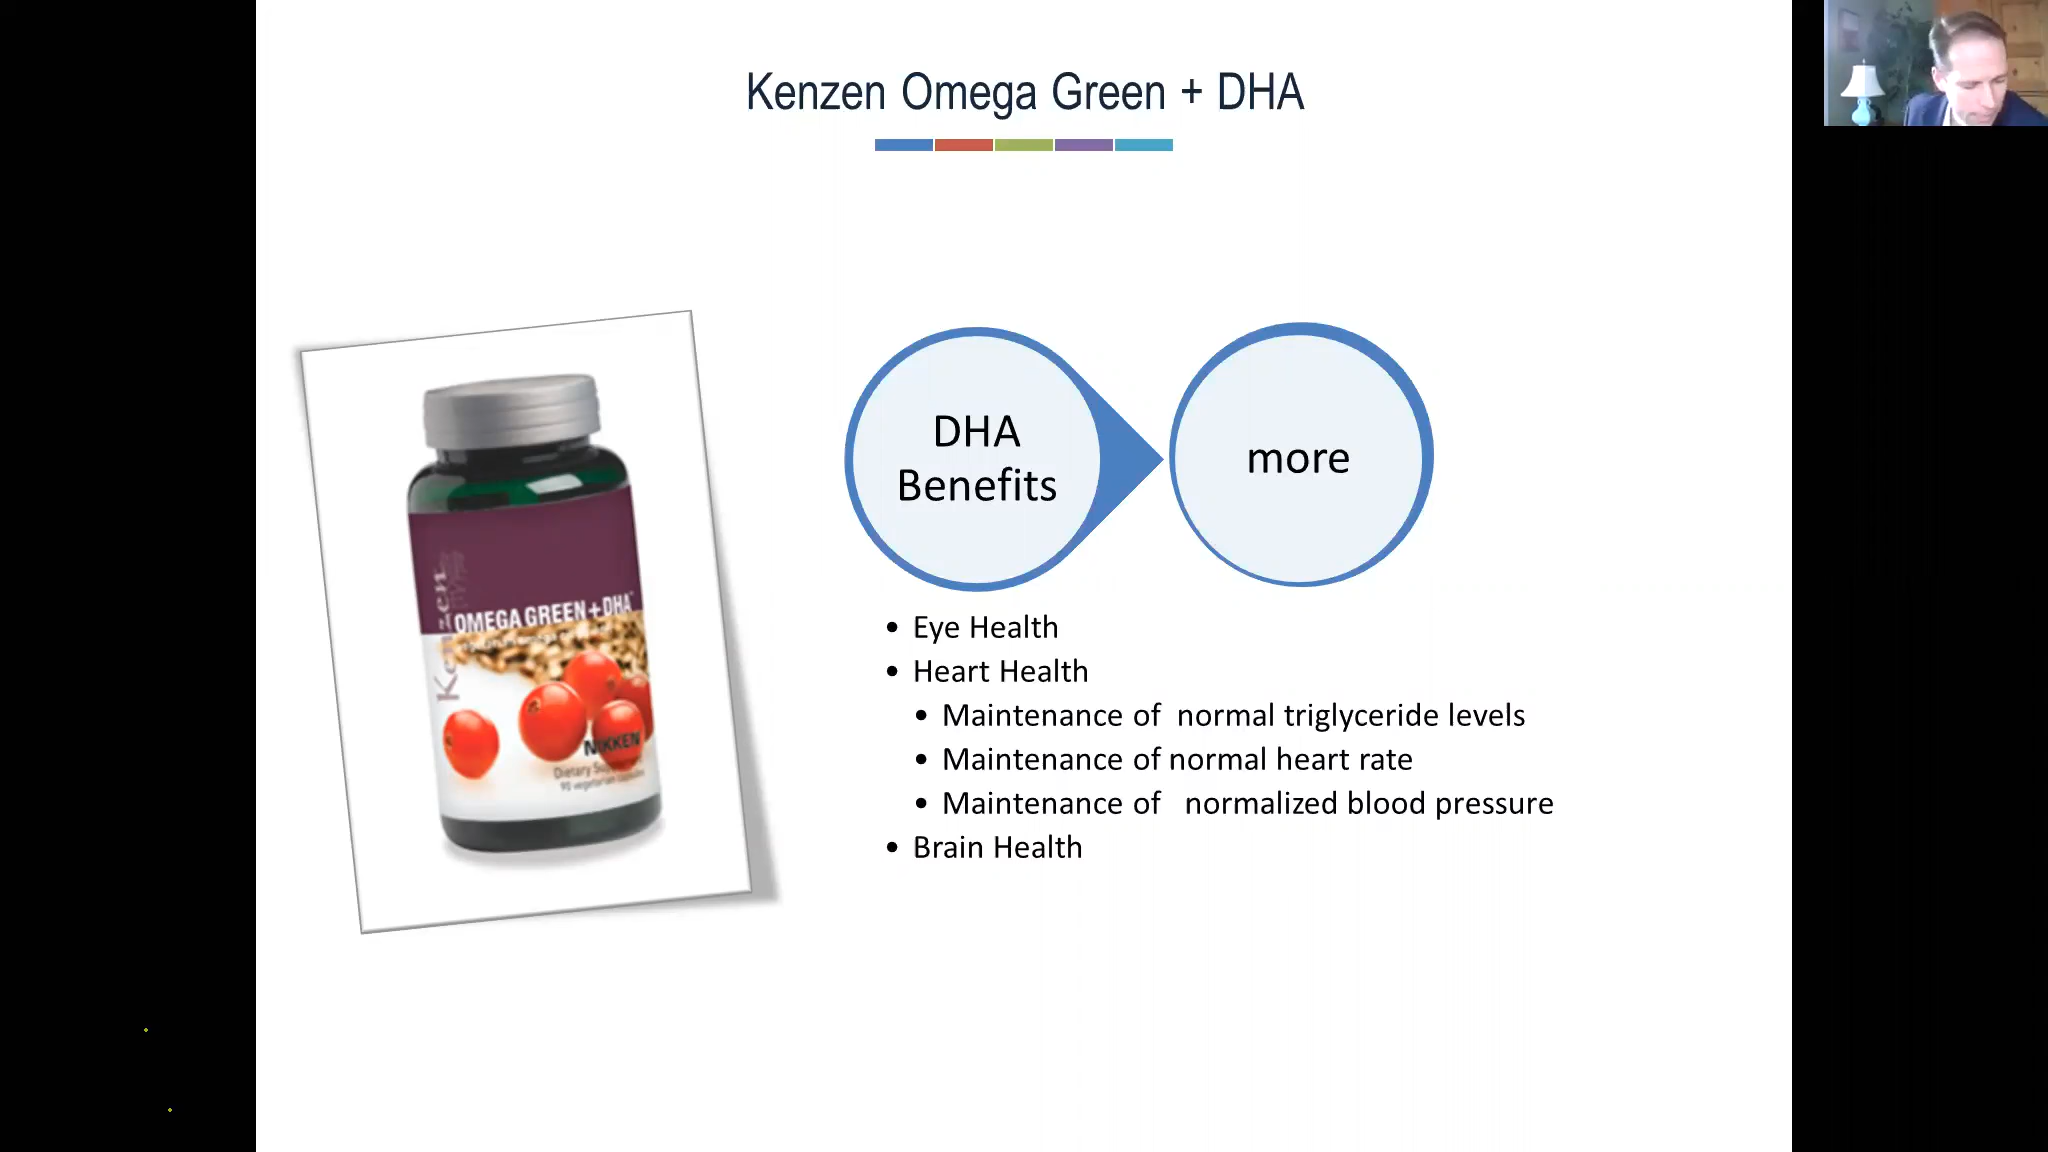 Kenzen Omega Green + DHA
DHA
Benefits
more
• Eye Health
• Heart Health
• Maintenance of  normal triglyceride levels
• Maintenance of normal heart rate
• Maintenance of   normalized blood pressure
• Brain Health
Kenzen
OMEGA GREEN+DHA
NIKKEN
Dietary
90 vegetarian capsules